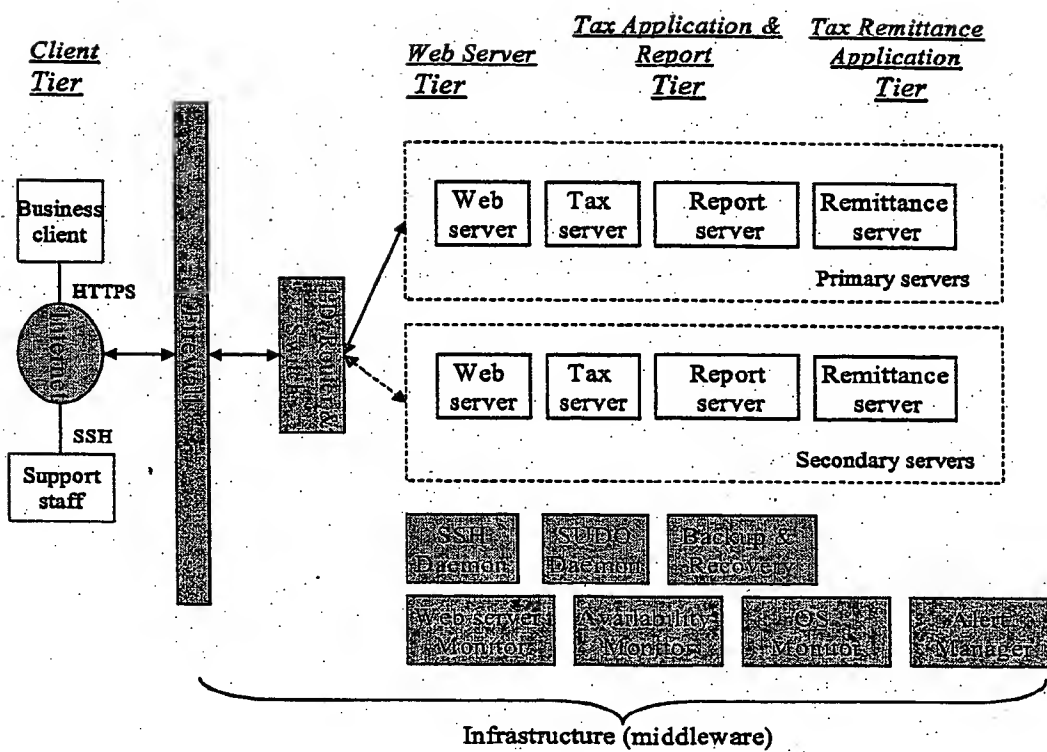 Client
Tier
Web Server
Tier
Tax Application &
Report
Tier
Tax Remittance
Application
Tier
Business
client
HTTPS
Internet
SSH
Support
staff
Firewall
Web
server
Tax
server
Report
server
Remittance
server
Primary servers
Web
server
Tax
server
Report
server
Remittance
server
Secondary servers
SSH
Daemon
SUDO
Daemon
Backup &
Recovery
Web server
Monitor
Availability
Monitor
OS
Monitor
Alert
Manager
Infrastructure (middleware)